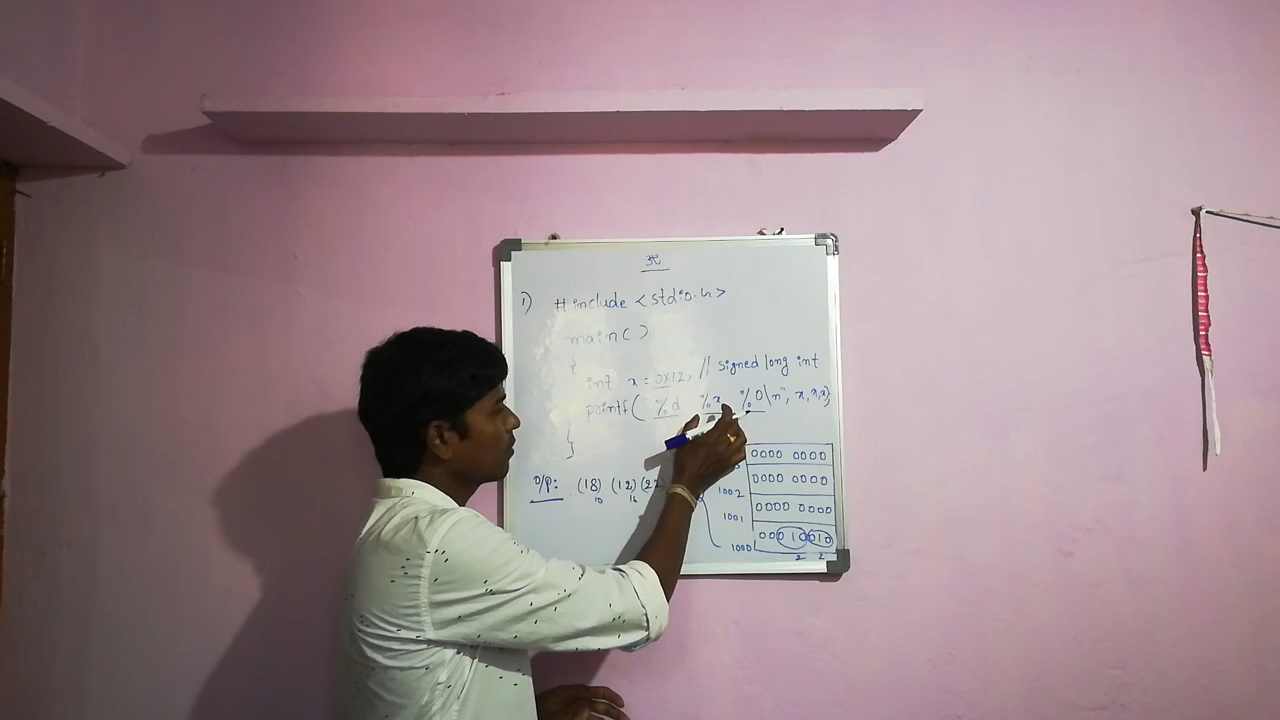 1) #include <stdio.h>
main()
{
int x = 0x12; // signed long int
printf("%d %x %o\n", x,x,x);
}
O/P: (18)10 (12)16 (22
0000 0000
1002 0000 0000
1001 0000 0000
1000 0001 0010
2 2